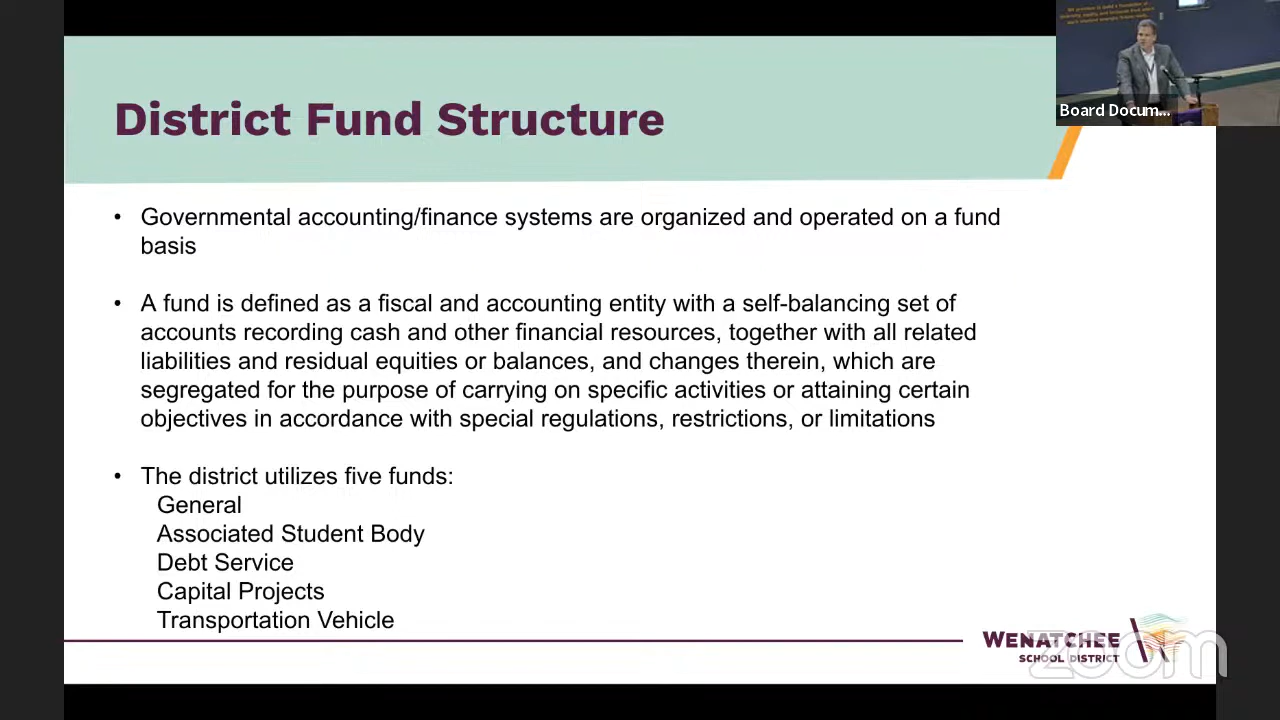 District Fund Structure
Board Docum...
• Governmental accounting/finance systems are organized and operated on a fund
basis
• A fund is defined as a fiscal and accounting entity with a self-balancing set of
accounts recording cash and other financial resources, together with all related
liabilities and residual equities or balances, and changes therein, which are
segregated for the purpose of carrying on specific activities or attaining certain
objectives in accordance with special regulations, restrictions, or limitations
• The district utilizes five funds:
General
Associated Student Body
Debt Service
Capital Projects
Transportation Vehicle
WENATCHEE
SCHOOL DISTRICT
zoom